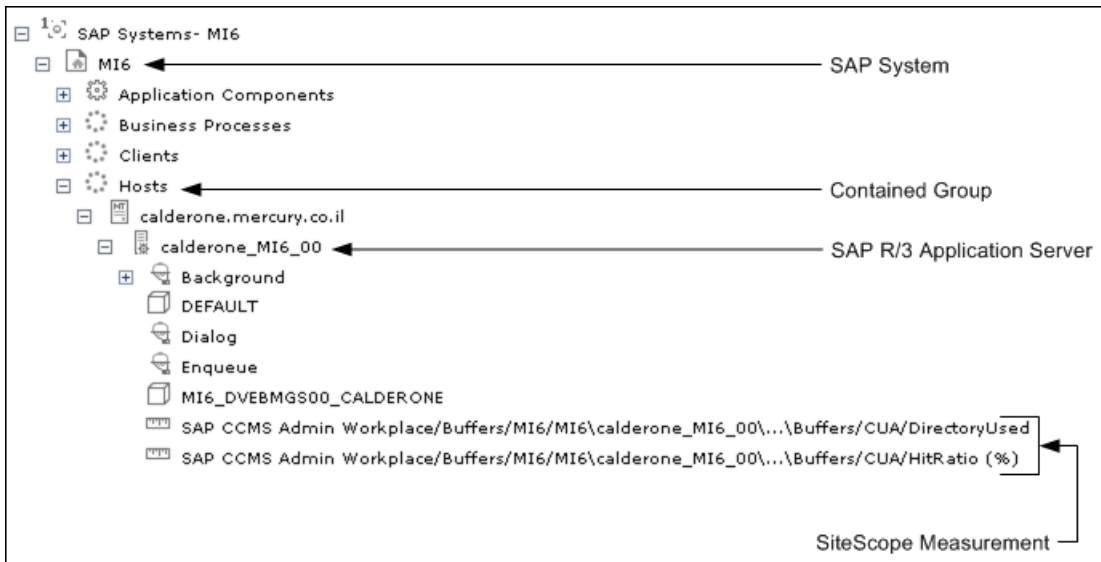 1 SAP Systems- MI6
MI6
SAP System
Application Components
Business Processes
Clients
Hosts
Contained Group
NT
calderone.mercury.co.il
calderone_MI6_00
SAP R/3 Application Server
Background
DEFAULT
Dialog
Enqueue
MI6_DVEBMGS00_CALDERONE
SAP CCMS Admin Workplace/Buffers/MI6/MI6\calderone_MI6_00\...\Buffers/CUA/DirectoryUsed
SAP CCMS Admin Workplace/Buffers/MI6/MI6\calderone_MI6_00\...\Buffers/CUA/HitRatio (%)
SiteScope Measurement